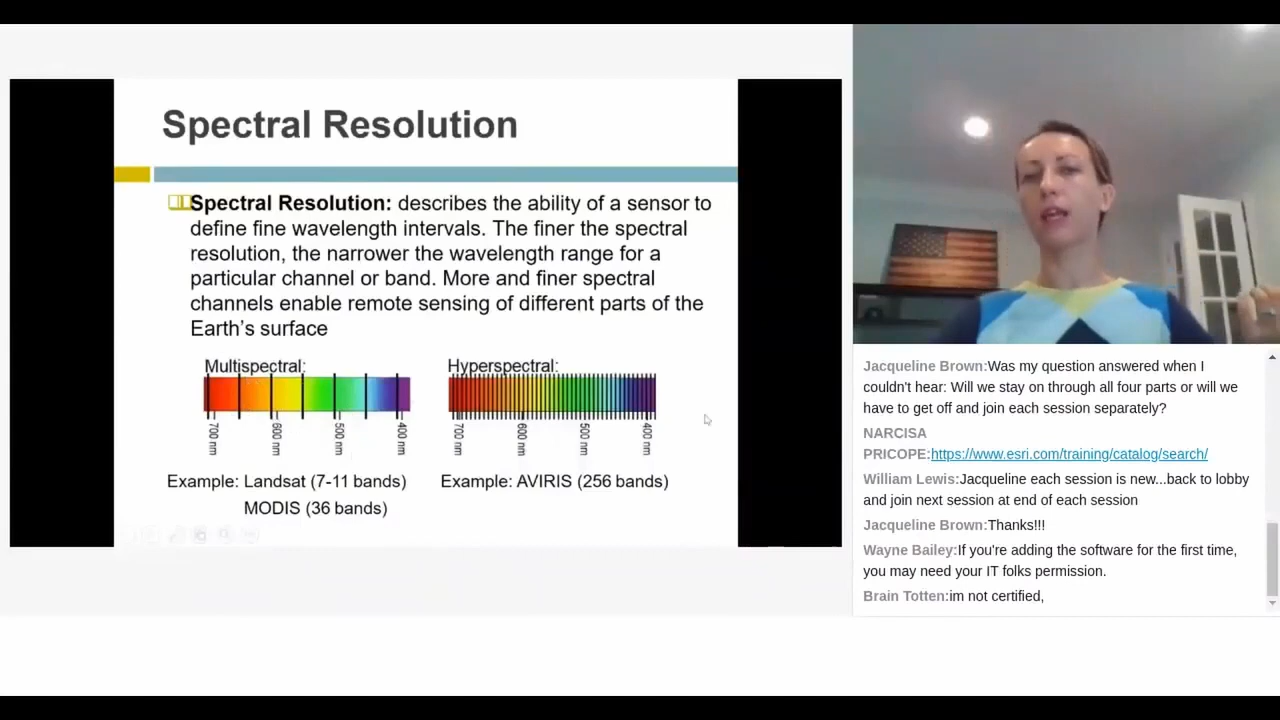 Spectral Resolution
Spectral Resolution: describes the ability of a sensor to
define fine wavelength intervals. The finer the spectral
resolution, the narrower the wavelength range for a
particular channel or band. More and finer spectral
channels enable remote sensing of different parts of the
Earth's surface
Multispectral:
700 nm
600 nm
500 nm
400 nm
Hyperspectral:
700 nm
600 nm
500 nm
400 nm
Example: Landsat (7-11 bands)
MODIS (36 bands)
Example: AVIRIS (256 bands)
Jacqueline Brown:Was my question answered when I
couldn't hear: Will we stay on through all four parts or will we
have to get off and join each session separately?
NARCISA
PRICOPE:https://www.esri.com/training/catalog/search/
William Lewis:Jacqueline each session is new...back to lobby
and join next session at end of each session
Jacqueline Brown:Thanks!!!
Wayne Bailey:If you're adding the software for the first time,
you may need your IT folks permission.
Brain Totten:im not certified,